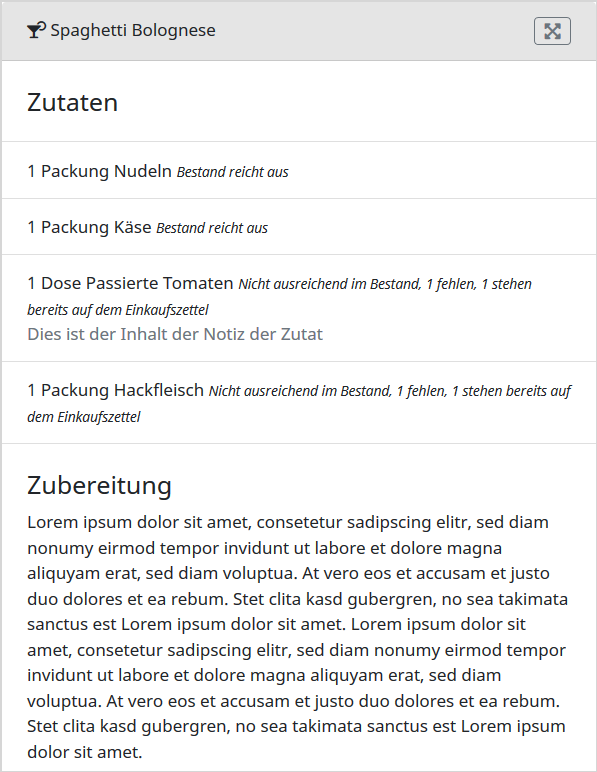 Spaghetti Bolognese
Zutaten
1 Packung Nudeln Bestand reicht aus
1 Packung Käse Bestand reicht aus
1 Dose Passierte Tomaten Nicht ausreichend im Bestand, 1 fehlen, 1 stehen
bereits auf dem Einkaufszettel
Dies ist der Inhalt der Notiz der Zutat
1 Packung Hackfleisch Nicht ausreichend im Bestand, 1 fehlen, 1 stehen bereits auf
dem Einkaufszettel
Zubereitung
Lorem ipsum dolor sit amet, consetetur sadipscing elitr, sed diam
nonumy eirmod tempor invidunt ut labore et dolore magna
aliquyam erat, sed diam voluptua. At vero eos et accusam et justo
duo dolores et ea rebum. Stet clita kasd gubergren, no sea takimata
sanctus est Lorem ipsum dolor sit amet. Lorem ipsum dolor sit
amet, consetetur sadipscing elitr, sed diam nonumy eirmod tempor
invidunt ut labore et dolore magna aliquyam erat, sed diam
voluptua. At vero eos et accusam et justo duo dolores et ea rebum.
Stet clita kasd gubergren, no sea takimata sanctus est Lorem ipsum
dolor sit amet.